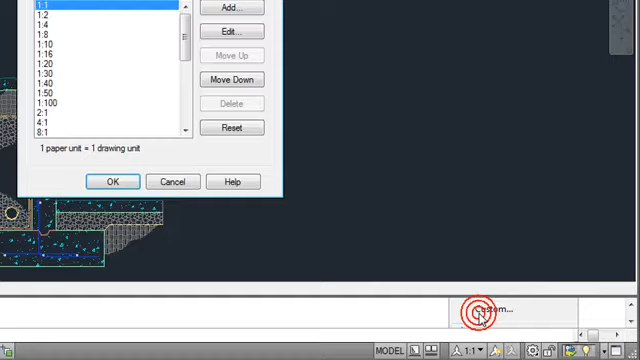 1:1
1:2
1:4
1:8
1:10
1:16
1:20
1:30
1:40
1:50
1:100
2:1
4:1
8:1
Add...
Edit...
Move Up
Move Down
Delete
Reset
1 paper unit = 1 drawing unit
OK Cancel Help
Custom...
MODEL 1:1